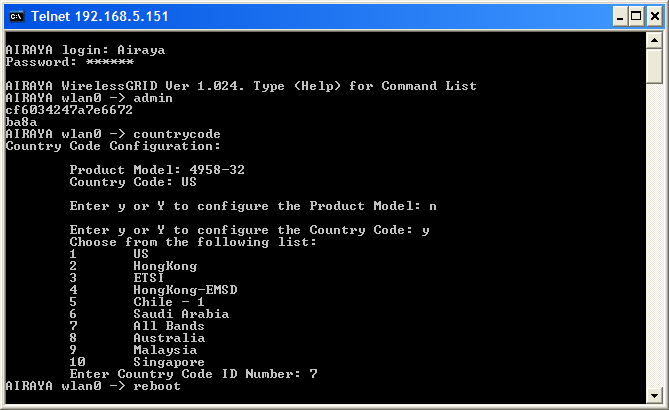 Telnet 192.168.5.151
AIRAYA login: Airaya
Password: ******
AIRAYA WirelessGRID Ver 1.024. Type (Help) for Command List
AIRAYA wlan0 -> admin
cf6034247a7e6672
ba8a
AIRAYA wlan0 -> countrycode
Country Code Configuration:
Product Model: 4958-32
Country Code: US
Enter y or Y to configure the Product Model: n
Enter y or Y to configure the Country Code: y
Choose from the following list:
1 US
2 HongKong
3 ETSI
4 HongKong-EMSD
5 Chile - 1
6 Saudi Arabia
7 All Bands
8 Australia
9 Malaysia
10 Singapore
Enter Country Code ID Number: 7
AIRAYA wlan0 -> reboot